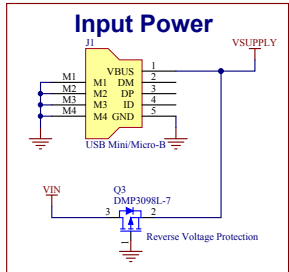 Input Power
J1
VSUPPLY
VBUS 1
M1 M1 DM 2
M2 M2 DP 3
M3 M3 ID 4
M4 M4 GND 5
USB Mini/Micro-B
Q3
VIN DMP3098L-7
3 2
1 Reverse Voltage Protection